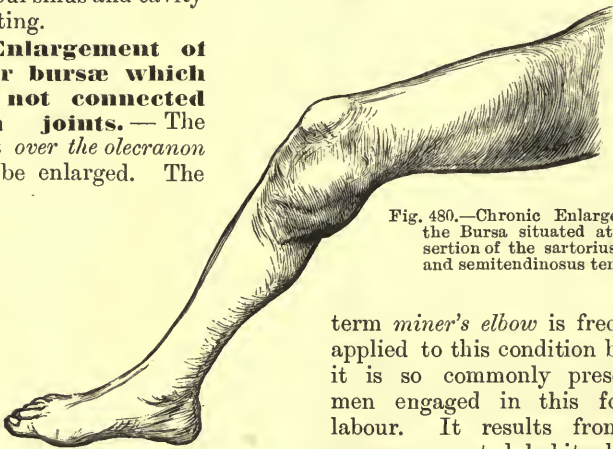 ting.
Enlargement of
r bursæ which
not connected
joints. — The
over the olecranon
be enlarged. The
Fig. 480.—Chronic Enlarge
the Bursa situated at
sertion of the sartorius
and semitendinosus ten
term miner's elbow is freq
applied to this condition b
it is so commonly pres
men engaged in this fo
labour. It results from